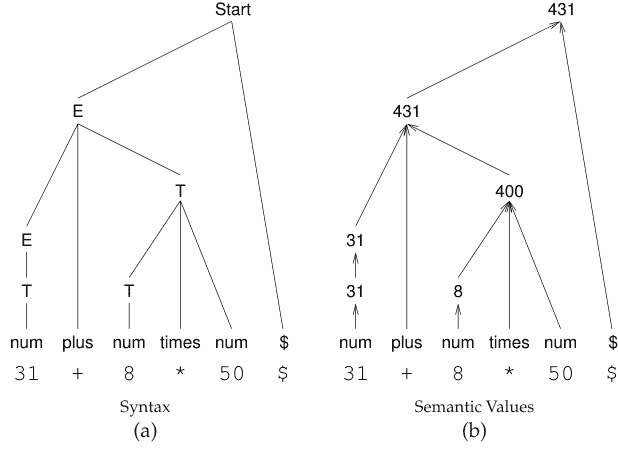 Start 431
E 431
T 400
E 31
T T 31 8
num plus num times num $ num plus num times num $
31 + 8 * 50 $ 31 + 8 * 50 $
Syntax Semantic Values
(a) (b)